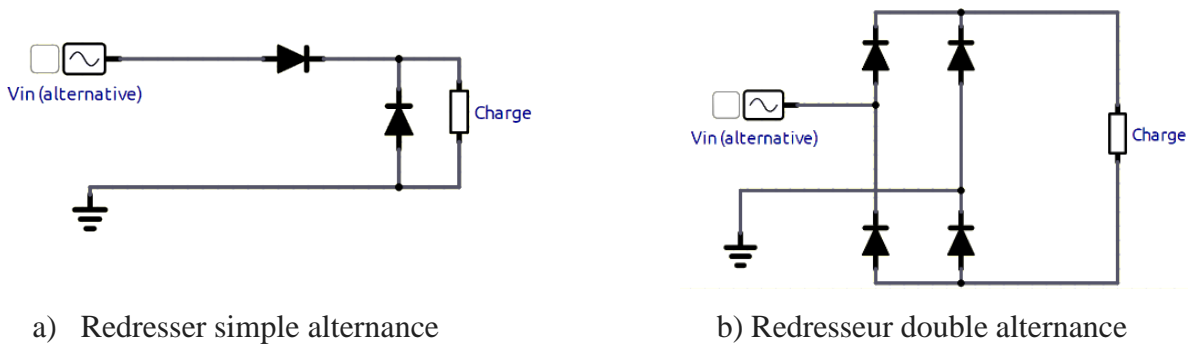 Vin (alternative)
Charge
Vin (alternative)
Charge
a) Redresser simple alternance
b) Redresseur double alternance